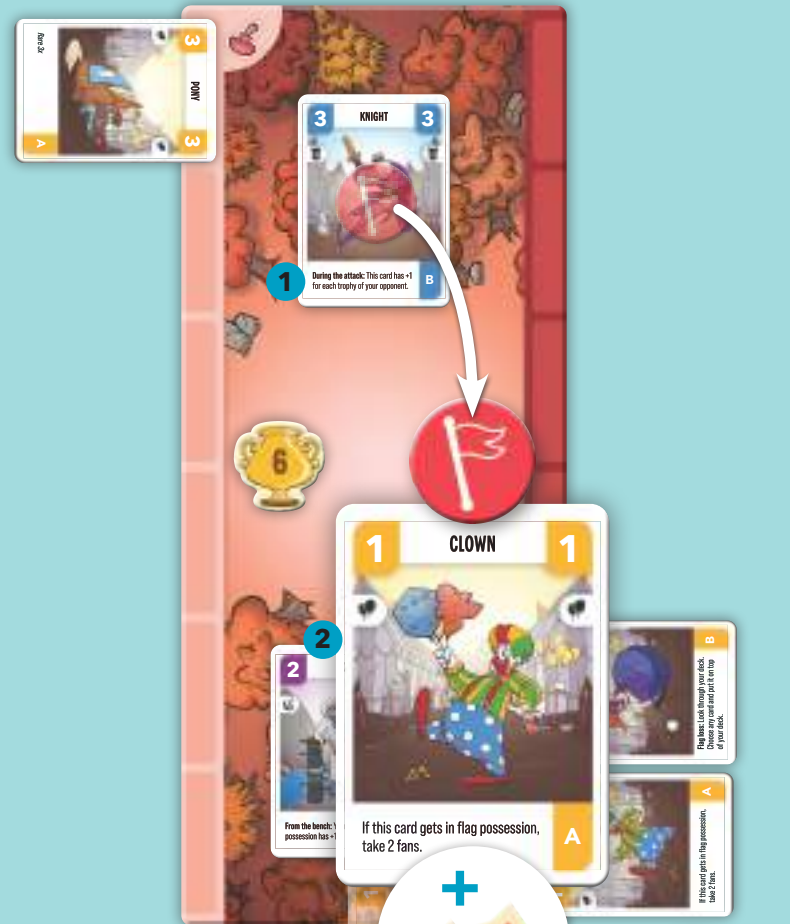 3
PONY
3
Rare 2x
A
3
KNIGHT
3
During the attack: This card has +1
for each trophy of your opponent.
B
1
6
1
CLOWN
1
If this card gets in flag possession,
take 2 fans.
A
2
2
From the bench:
possession has +1
B
Flag loss: Look through your deck.
Choose any card and put it on top
of your deck.
A
If this card gets in flag possession,
take 2 fans.
+